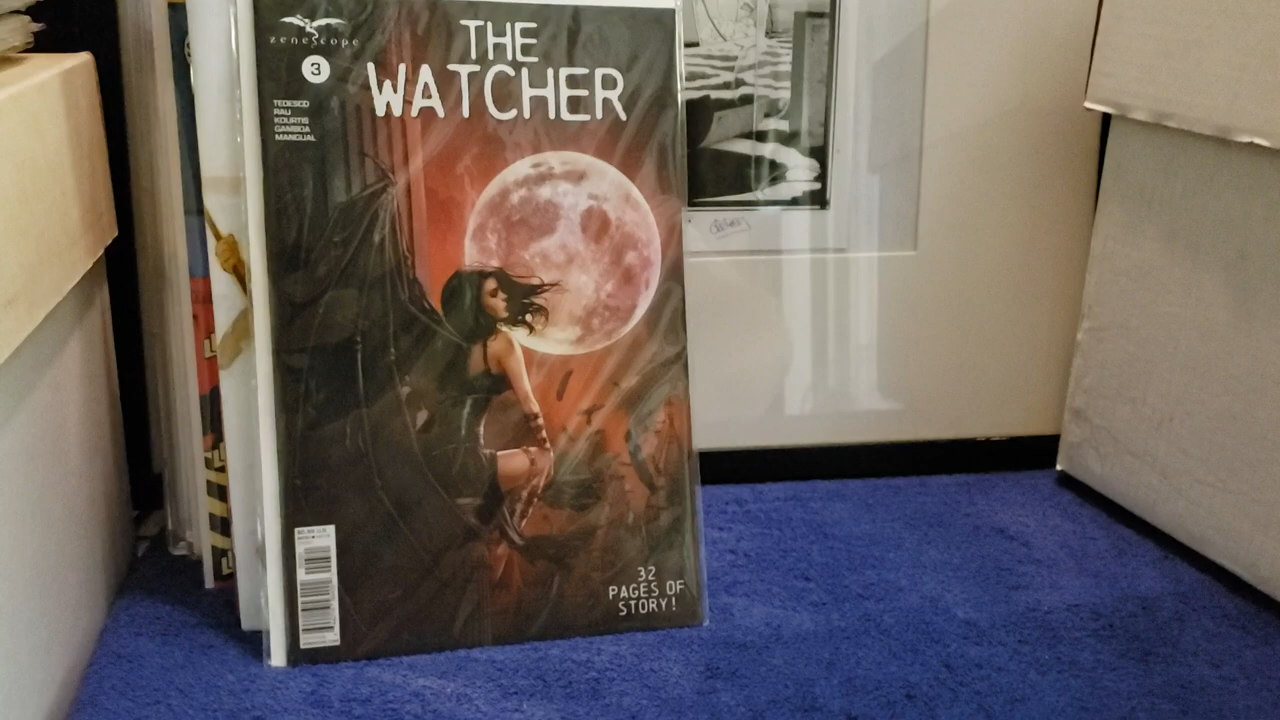 zenescope
3
THE
WATCHER
TEDESCO
RAU
KOURTIS
GAMBOA
MANGUAL
32
PAGES OF
STORY!